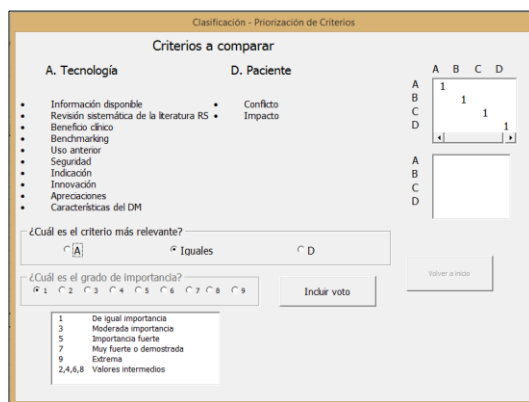 Clasificación - Priorización de Criterios
Criterios a comparar
A. Tecnología
D. Paciente
• Información disponible
• Revisión sistemática de la literatura RS
• Beneficio clínico
• Benchmarking
• Uso anterior
• Seguridad
• Indicación
• Innovación
• Apreciaciones
• Características del DM
• Conflicto
• Impacto
A B C D
A 1
B 1
C 1
D 1
A
B
C
D
¿Cuál es el criterio más relevante?
A Iguales D
¿Cuál es el grado de importancia?
1 2 3 4 5 6 7 8 9
Incluir voto
Volver a inicio
1 De igual importancia
3 Moderada importancia
5 Importancia fuerte
7 Muy fuerte o demostrada
9 Extrema
2,4,6,8 Valores intermedios